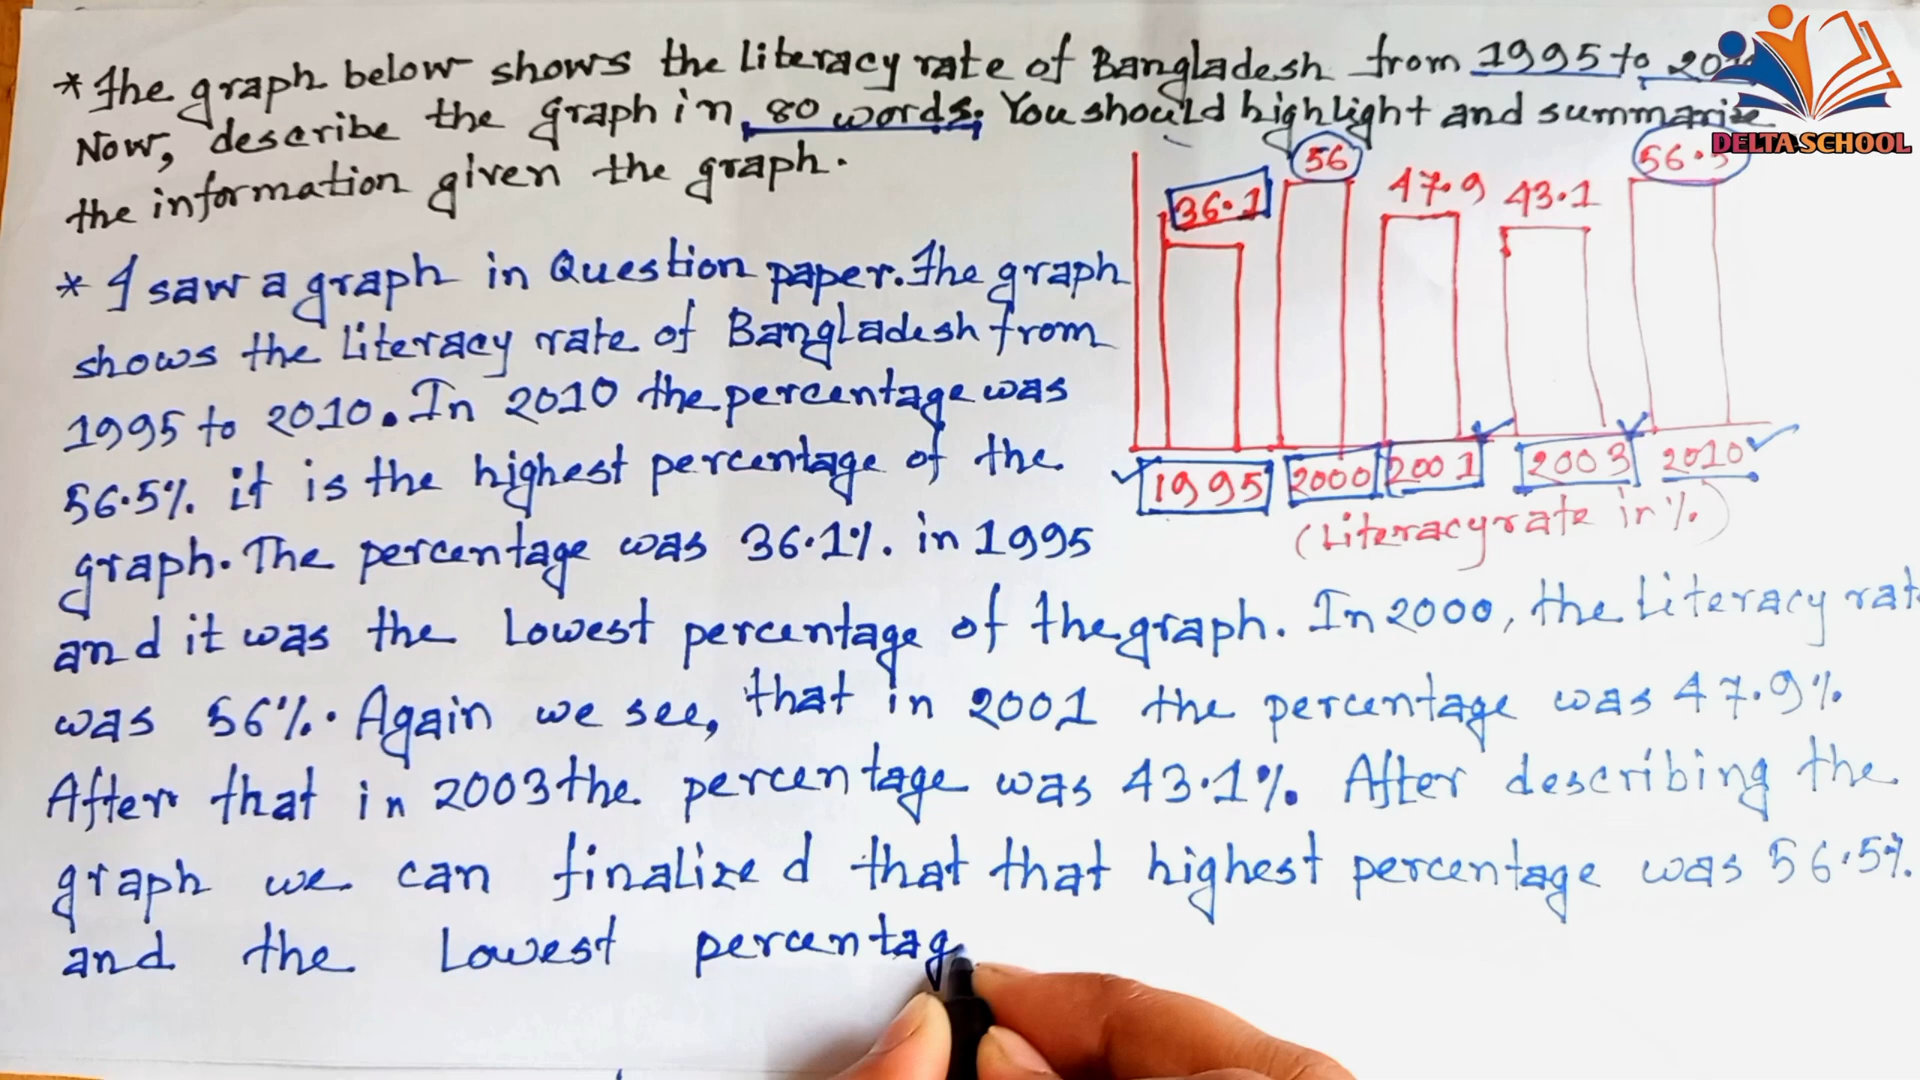 * The graph below shows the literacy rate of Bangladesh from 1995 to
Now, describe the graph in 80 words. You should highlight and summarize
the information given the graph.
DELTA SCHOOL
36.1
56
47.9
43.1
1995
2000
2001
2003
2010
(Literacy rate in %)
* I saw a graph in Question paper. The graph
shows the literacy rate of Bangladesh from
1995 to 2010. In 2010 the percentage was
56.5% it is the highest percentage of the
graph. The percentage was 36.1% in 1995
and it was the lowest percentage of the graph. In 2000, the literacy rate
was 56%. Again we see, that in 2001 the percentage was 47.9%
After that in 2003 the percentage was 43.1%. After describing the
graph we can finalized that that highest percentage was 56.5%.
and the lowest percentag